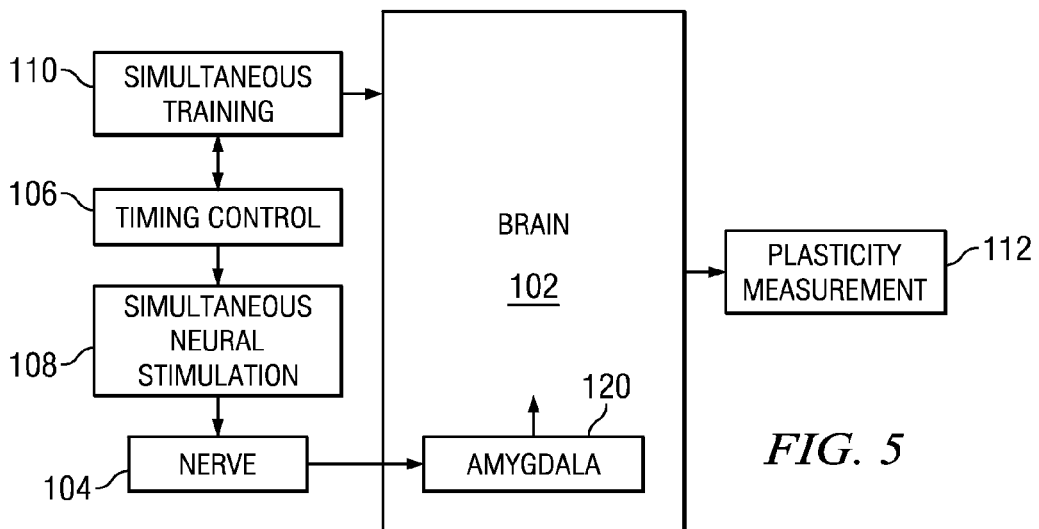 110
SIMULTANEOUS
TRAINING
106
TIMING CONTROL
108
SIMULTANEOUS
NEURAL
STIMULATION
104
NERVE
BRAIN
102
120
AMYGDALA
PLASTICITY
MEASUREMENT
112
FIG. 5